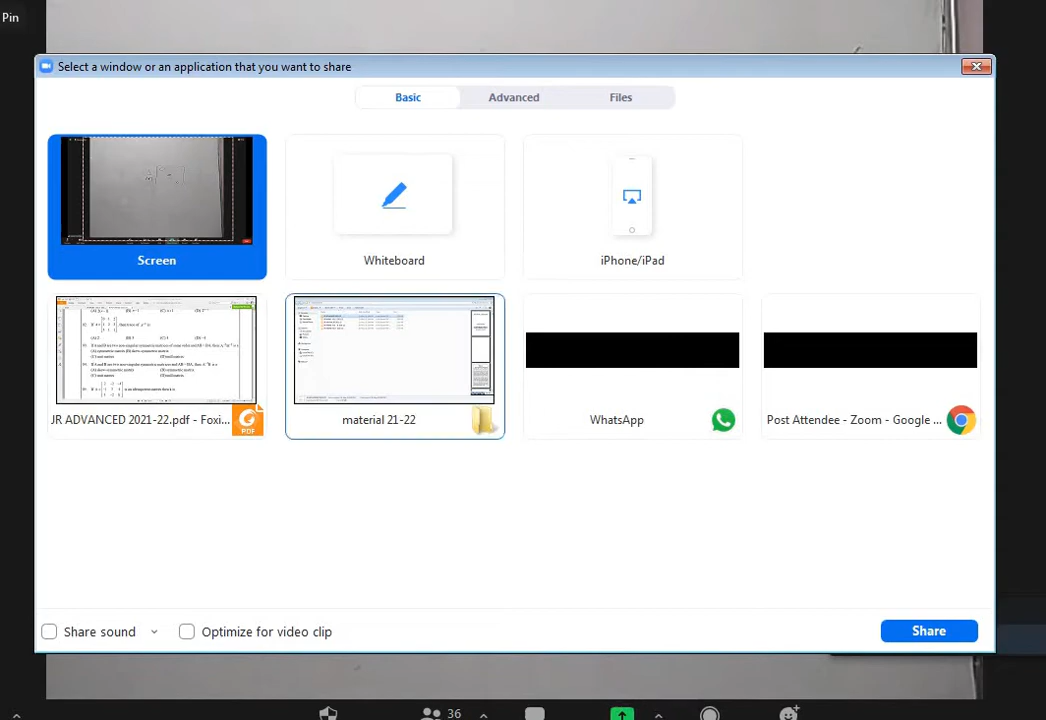 Pin
Select a window or an application that you want to share
Basic
Advanced
Files
Screen
Whiteboard
iPhone/iPad
JR ADVANCED 2021-22.pdf - Foxi...
PDF
material 21-22
WhatsApp
Post Attendee - Zoom - Google ...
Share sound
Optimize for video clip
Share
36